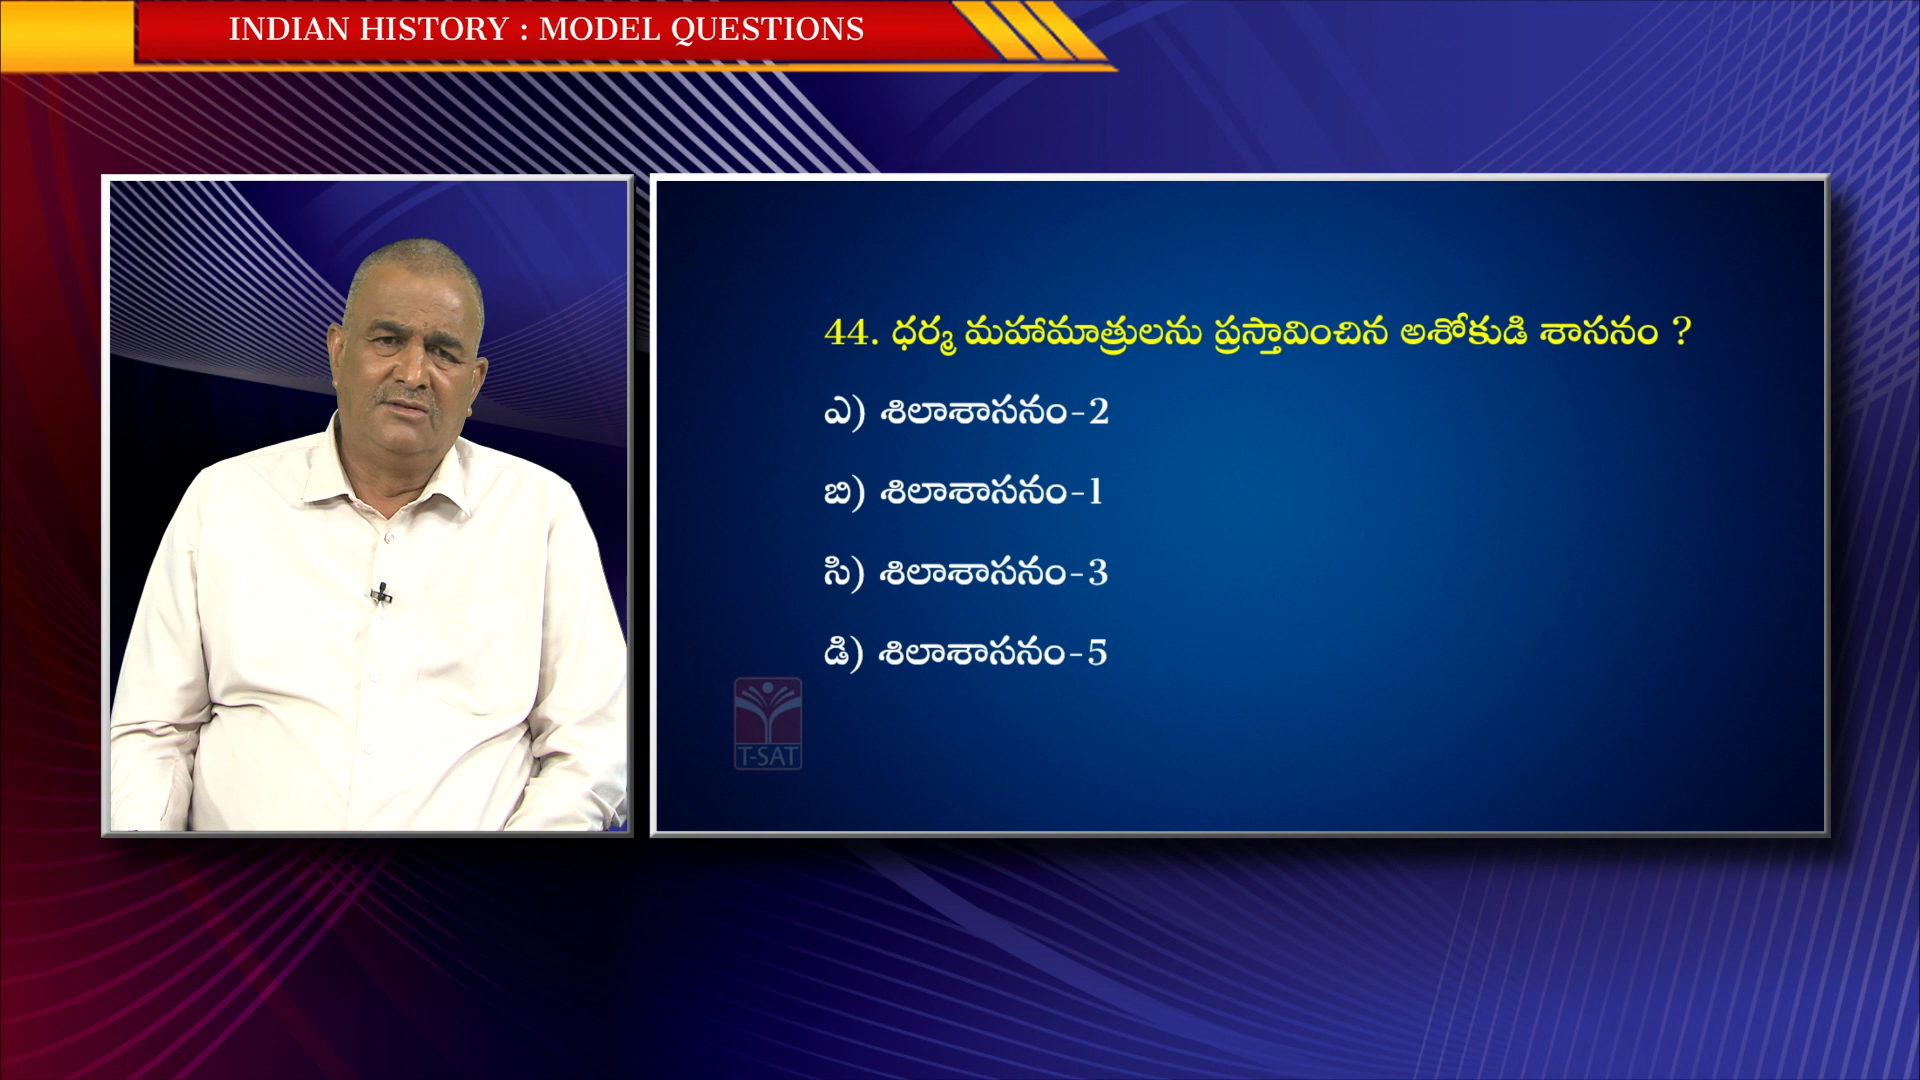 INDIAN HISTORY : MODEL QUESTIONS
44. ధర్మ మహామాత్రులను ప్రస్తావించిన అశోకుడి శాసనం ?
ఎ) శిలాశాసనం-2
బి) శిలాశాసనం-1
సి) శిలాశాసనం-3
డి) శిలాశాసనం-5
T-SAT